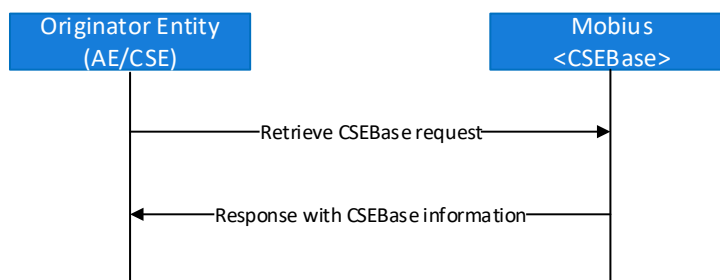 Originator Entity
(AE/CSE)
Mobius
<CSEBase>
Retrieve CSEBase request
Response with CSEBase information